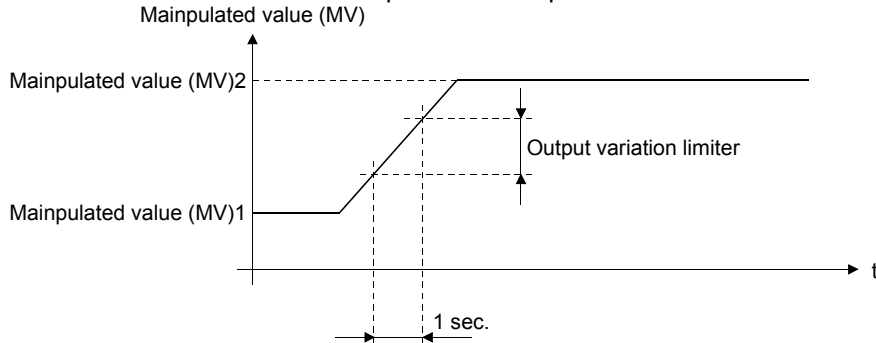 Mainpulated value (MV)
Mainpulated value (MV)2
Output variation limiter
Mainpulated value (MV)1
t
1 sec.